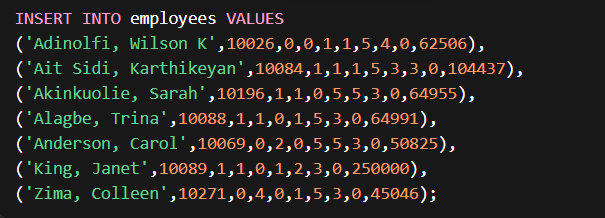 INSERT INTO employees VALUES
('Adinolfi, Wilson K',10026,0,0,1,1,5,4,0,62506),
('Ait Sidi, Karthikeyan',10084,1,1,1,5,3,3,0,104437),
('Akinkuolie, Sarah',10196,1,1,0,5,5,3,0,64955),
('Alagbe, Trina',10088,1,1,0,1,5,3,0,64991),
('Anderson, Carol',10069,0,2,0,5,5,3,0,50825),
('King, Janet',10089,1,1,0,1,2,3,0,250000),
('Zima, Colleen',10271,0,4,0,1,5,3,0,45046);